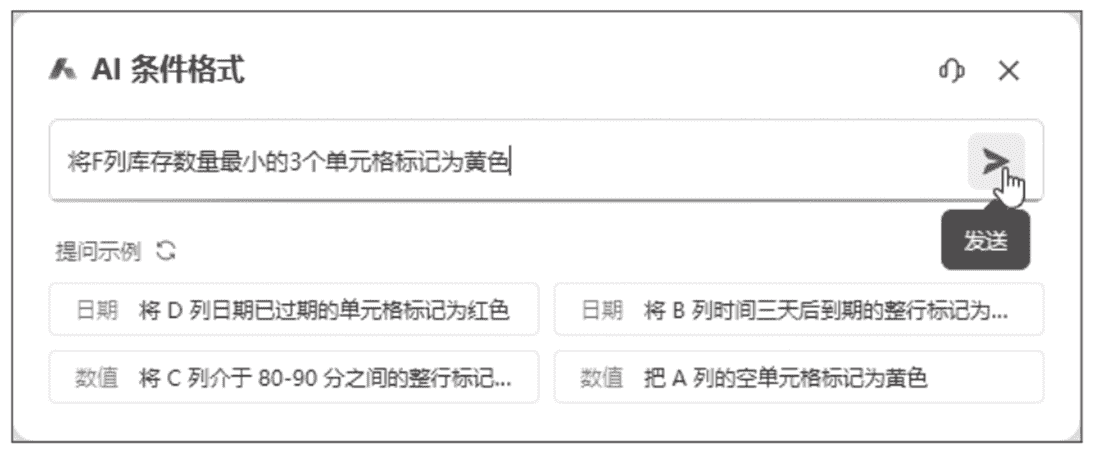 AI 条件格式
将F列库存数量最小的3个单元格标记为黄色
发送
提问示例
日期 将 D 列日期已过期的单元格标记为红色
日期 将 B 列时间三天后到期的整行标记为...
数值 将 C 列介于 80-90 分之间的整行标记...
数值 把 A 列的空单元格标记为黄色